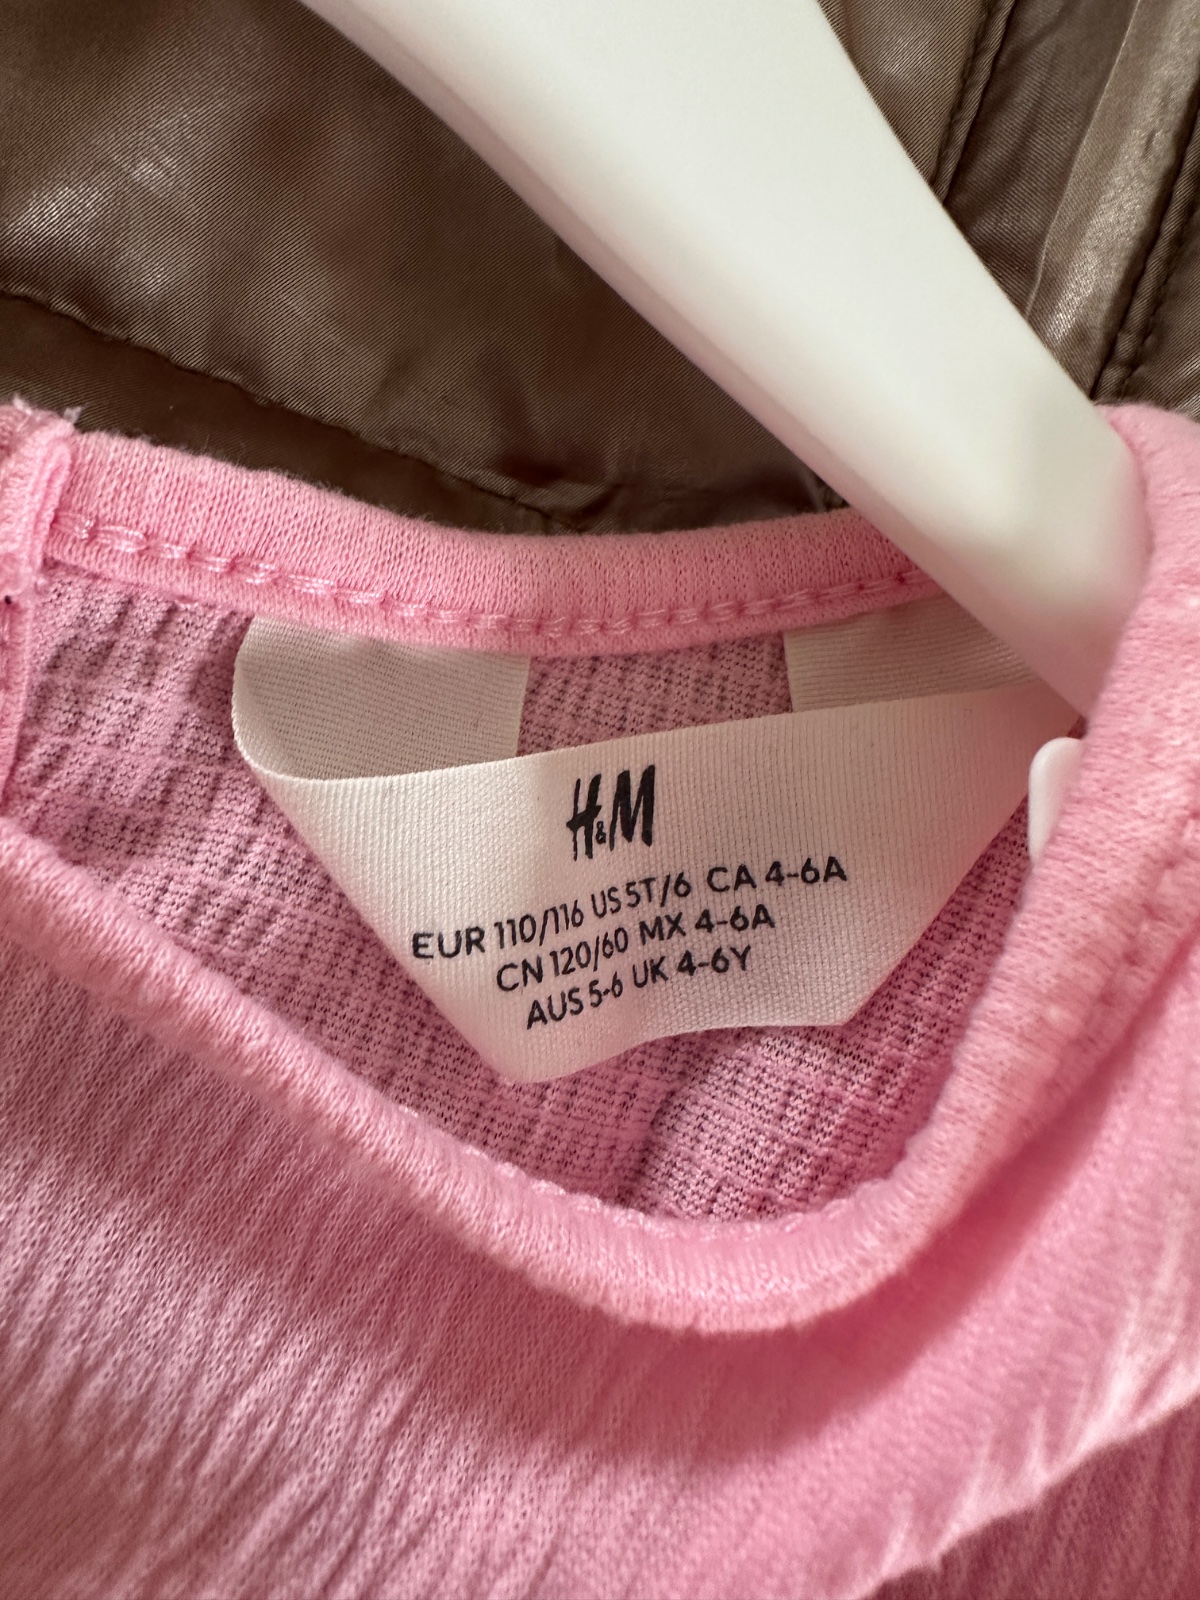 H&M
EUR 110/116 US 5T/6 CA 4-6A
CN 120/60 MX 4-6A
AUS 5-6 UK 4-6Y